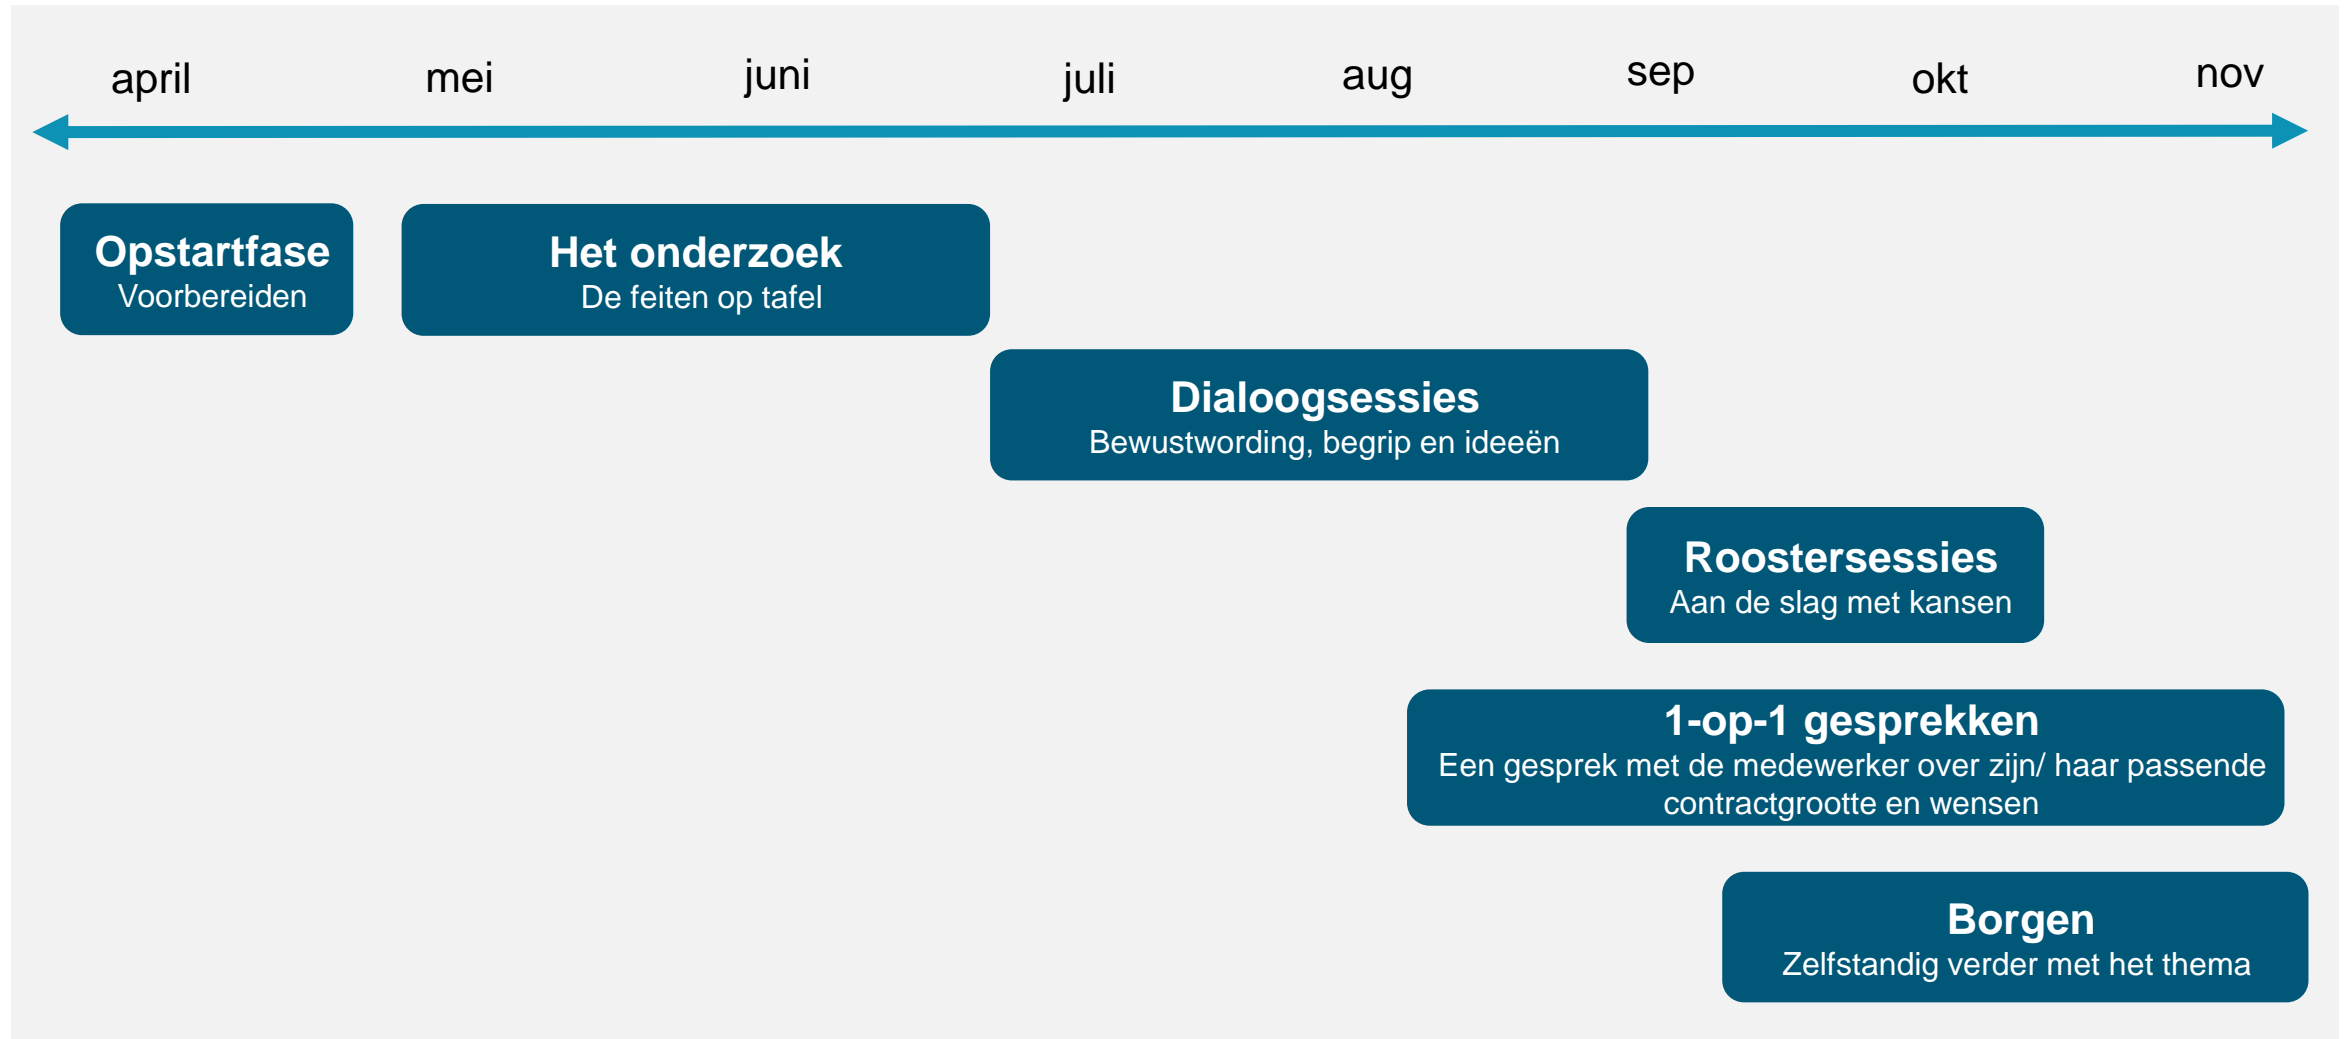 april mei juni juli aug sep okt nov
Opstartfase
Voorbereiden
Het onderzoek
De feiten op tafel
Dialoogsessies
Bewustwording, begrip en ideeën
Roostersessies
Aan de slag met kansen
1-op-1 gesprekken
Een gesprek met de medewerker over zijn/ haar passende
contractgrootte en wensen
Borgen
Zelfstandig verder met het thema